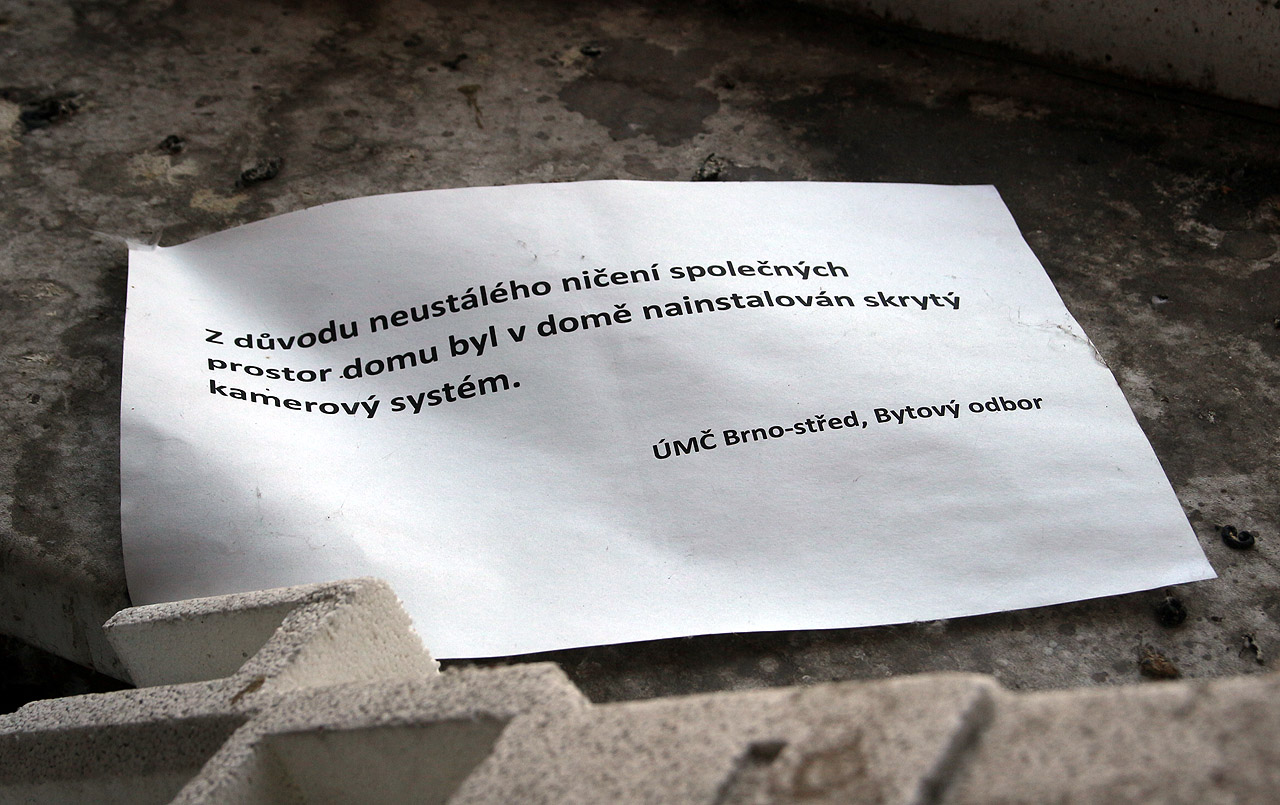 Z důvodu neustálého ničení společných
prostor domu byl v domě nainstalován skrytý
kamerový systém.
ÚMČ Brno-střed, Bytový odbor